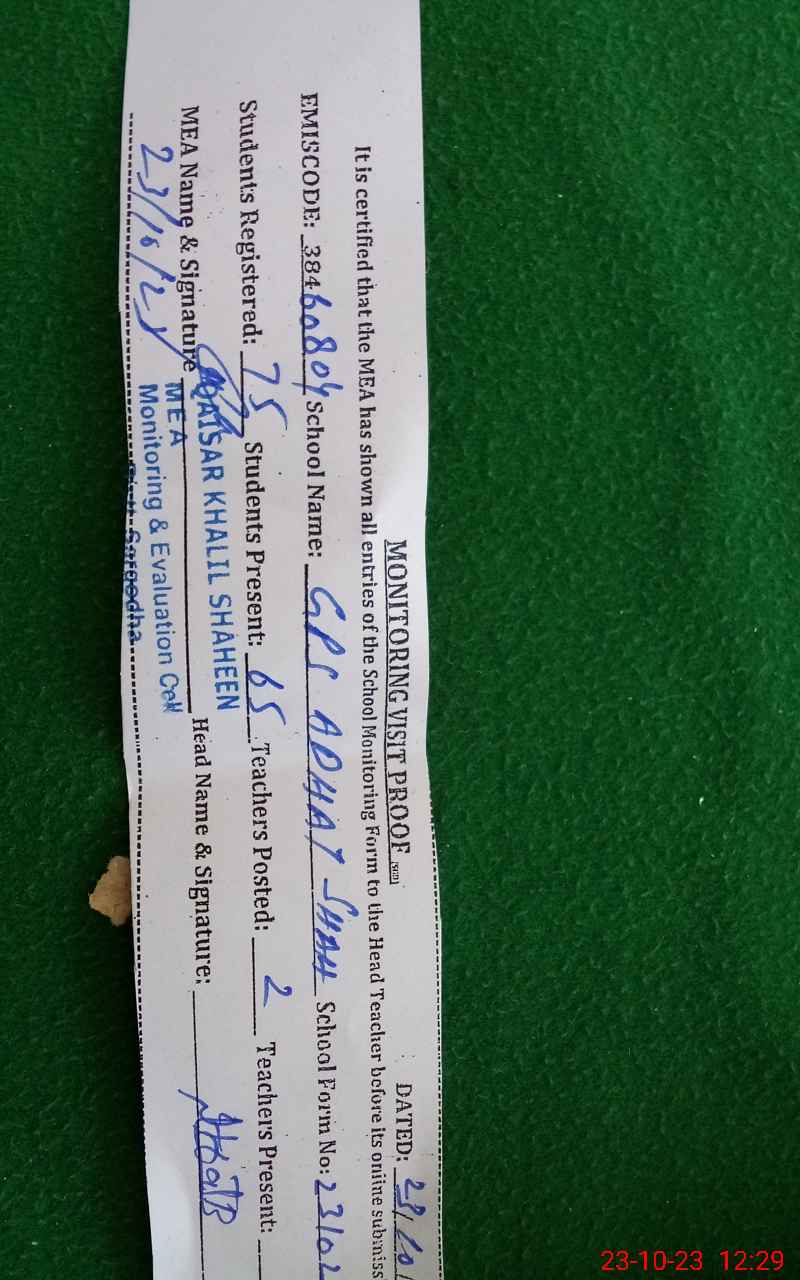 MONITORING VISIT PROOF DATED: 23/10/
It is certified that the MEA has shown all entries of the School Monitoring Form to the Head Teacher before its online submiss
EMISCODE: 38460804 School Name: GPS ADHAY SHAH School Form No: 2310
Students Registered: 75 Students Present: 65 Teachers Posted: 2 Teachers Present:
MEA Name & Signature Head Name & Signature:
QAISAR KHALIL SHAHEEN
MEA
Monitoring & Evaluation Cell
Sargodha
23/10/23
23-10-23 12:29